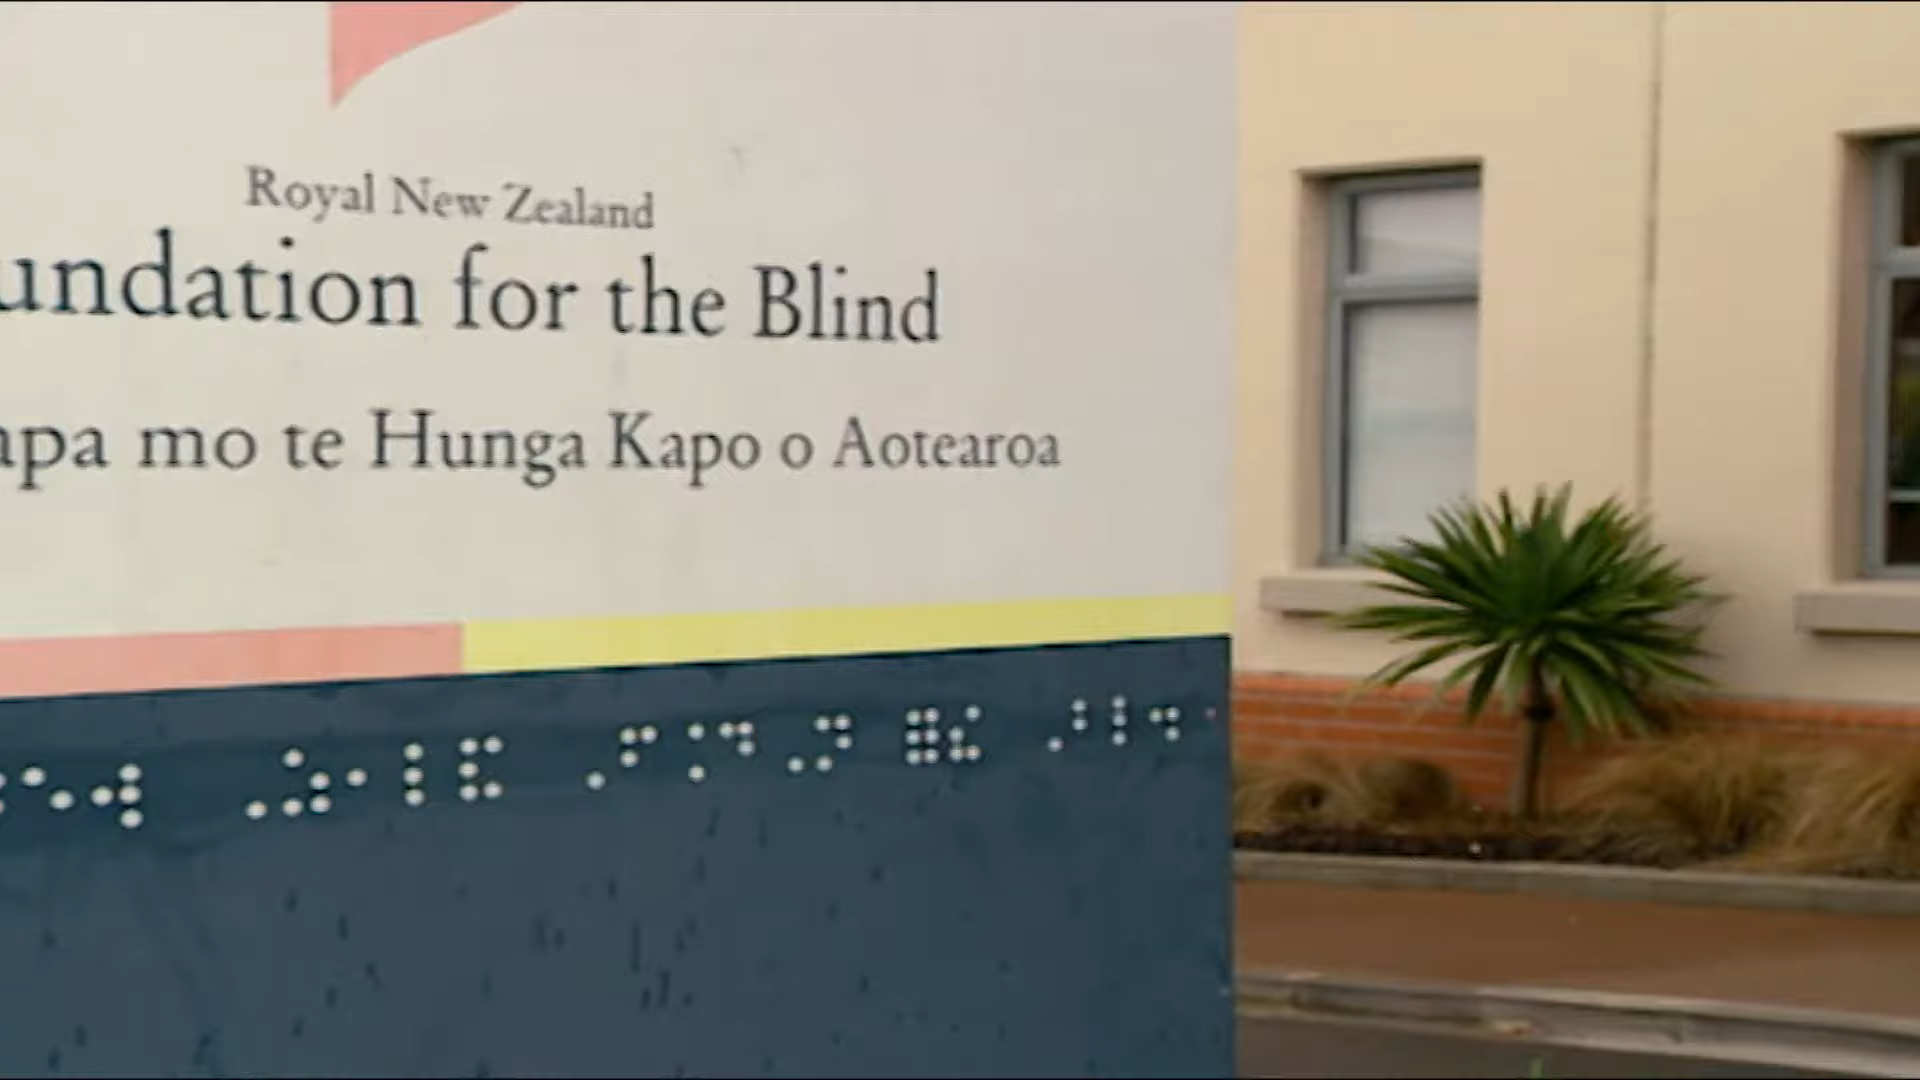 Royal New Zealand
undation for the Blind
apa mo te Hunga Kapo o Aotearoa